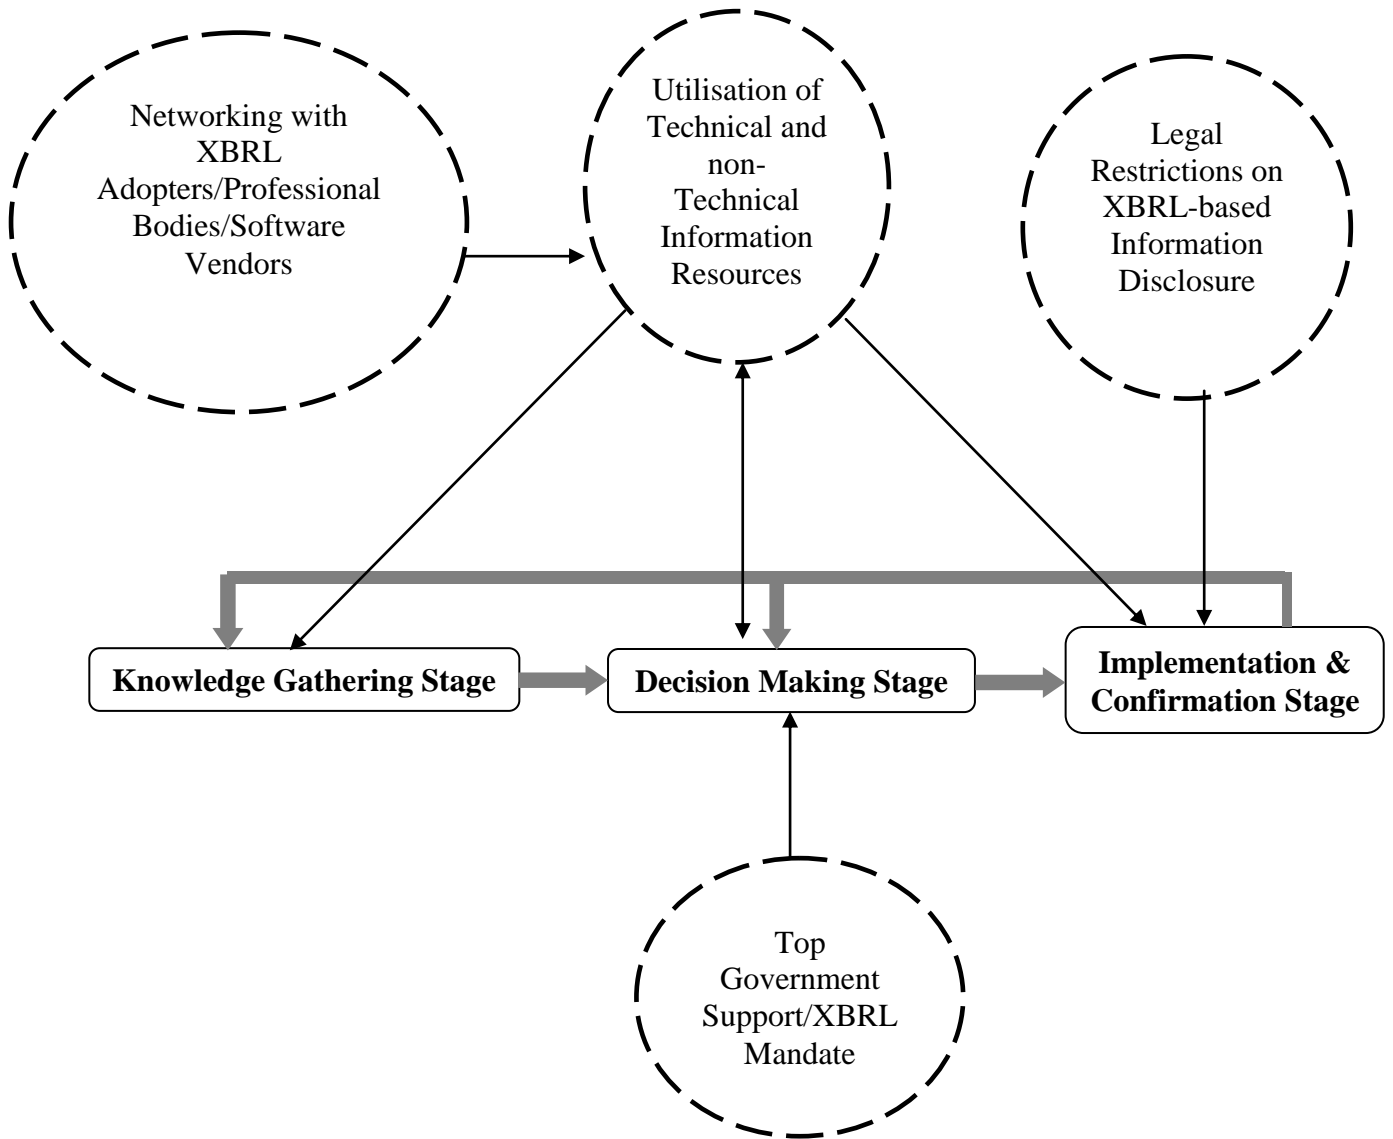 Networking with
XBRL
Adopters/Professional
Bodies/Software
Vendors
Utilisation of
Technical and
non-
Technical
Information
Resources
Legal
Restrictions on
XBRL-based
Information
Disclosure
Knowledge Gathering Stage
Decision Making Stage
Implementation &
Confirmation Stage
Top
Government
Support/XBRL
Mandate